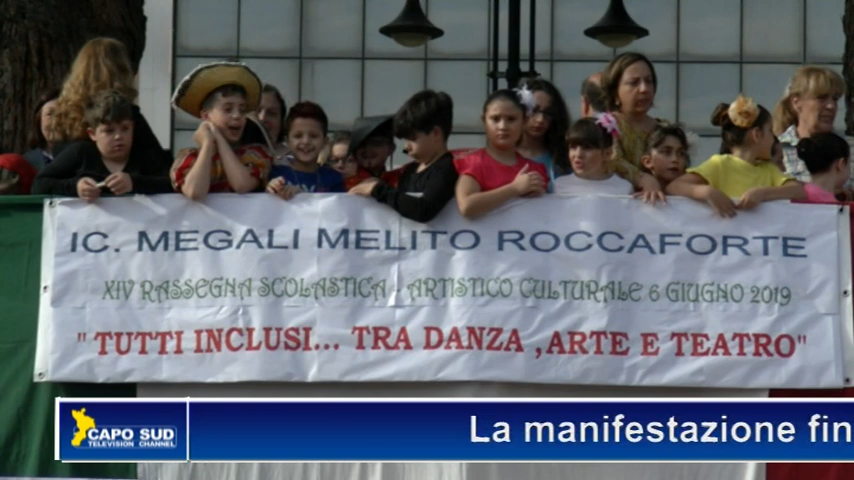 IC. MEGALI MELITO ROCCAFORTE
XIV RASSEGNA SCOLASTICA - ARTISTICO CULTURALE 6 GIUGNO 2019
" TUTTI INCLUSI... TRA DANZA ,ARTE E TEATRO"
CAPO SUD
TELEVISION CHANNEL
La manifestazione fin